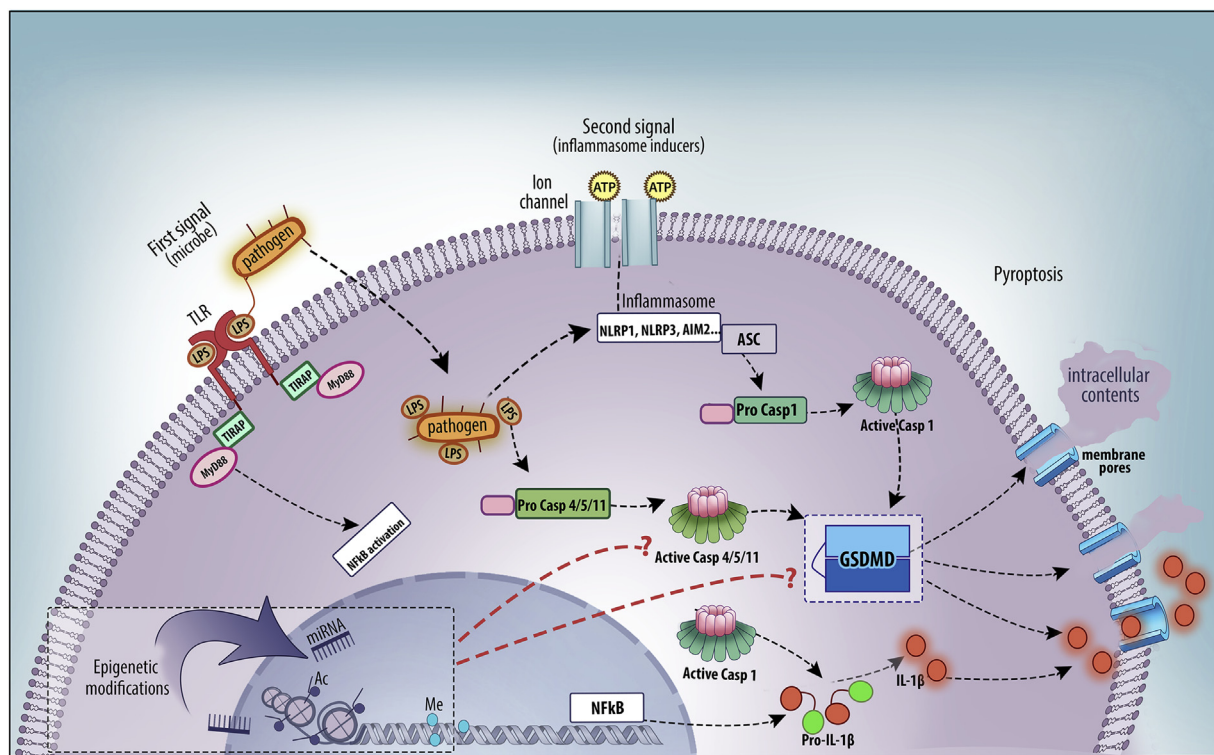 Second signal
(inflammasome inducers)
ATP
ATP
Ion
channel
First signal
(microbe)
pathogen
Pyroptosis
TLR
LPS
LPS
Inflammasome
NLRP1, NLRP3, AIM2...
ASC
TIRAP
MyD88
intracellular
contents
LPS
LPS
pathogen
LPS
Pro Casp1
Active Casp 1
TIRAP
MyD88
membrane
pores
Pro Casp 4/5/11
NFkB activation
Active Casp 4/5/11
?
GSDMD
?
miRNA
Epigenetic
modifications
Ac
Active Casp 1
IL-1β
Me
NFkB
Pro-IL-1β